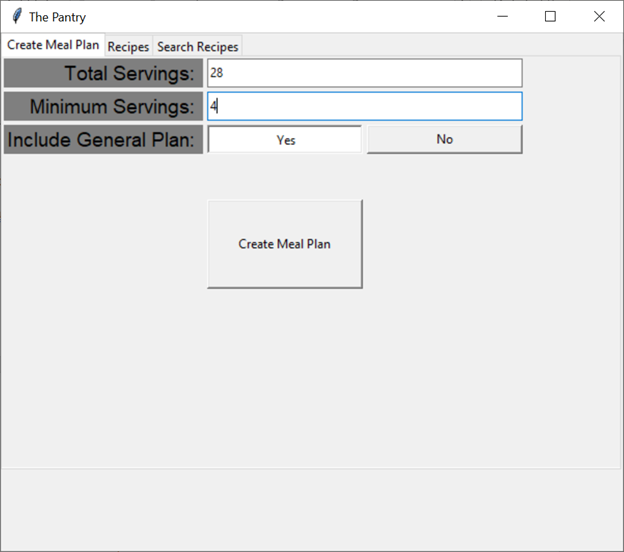 The Pantry
Create Meal Plan Recipes Search Recipes
Total Servings: 28
Minimum Servings: 4
Include General Plan: Yes No
Create Meal Plan